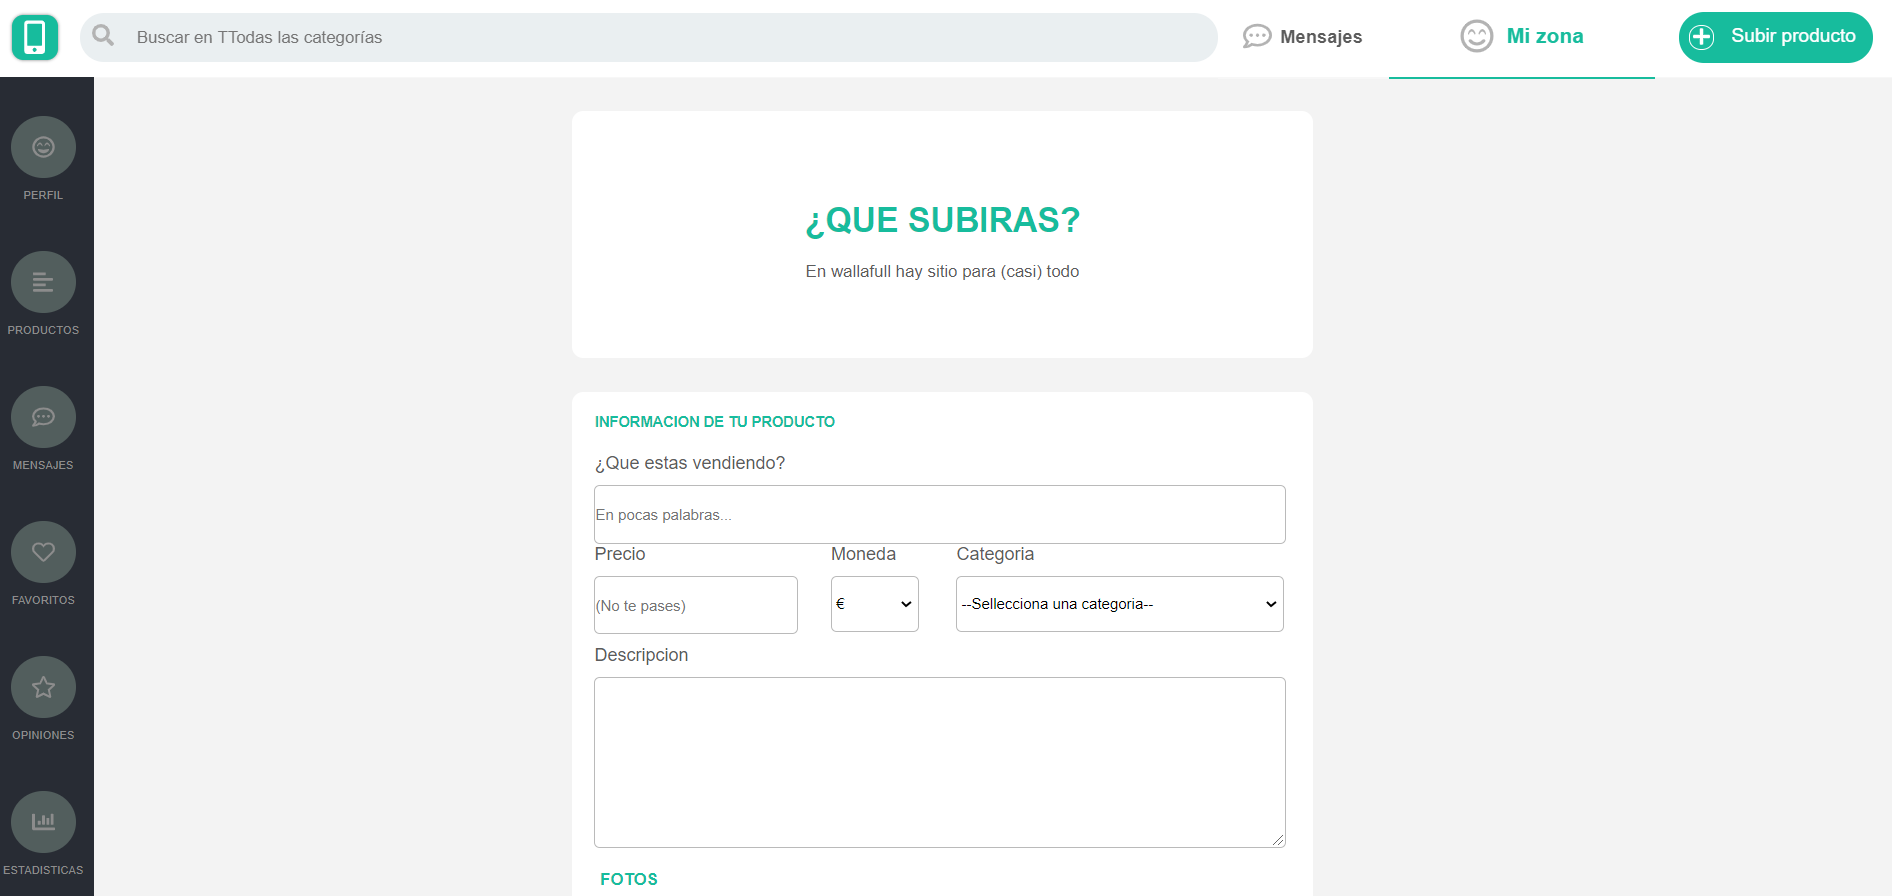 Buscar en TTodas las categorías
Mensajes
Mi zona
Subir producto
PERFIL
PRODUCTOS
MENSAJES
FAVORITOS
OPINIONES
ESTADISTICAS
¿QUE SUBIRAS?
En wallafull hay sitio para (casi) todo
INFORMACION DE TU PRODUCTO
¿Que estas vendiendo?
En pocas palabras...
Precio
Moneda
Categoria
(No te pases)
€
--Sellecciona una categoria--
Descripcion
FOTOS